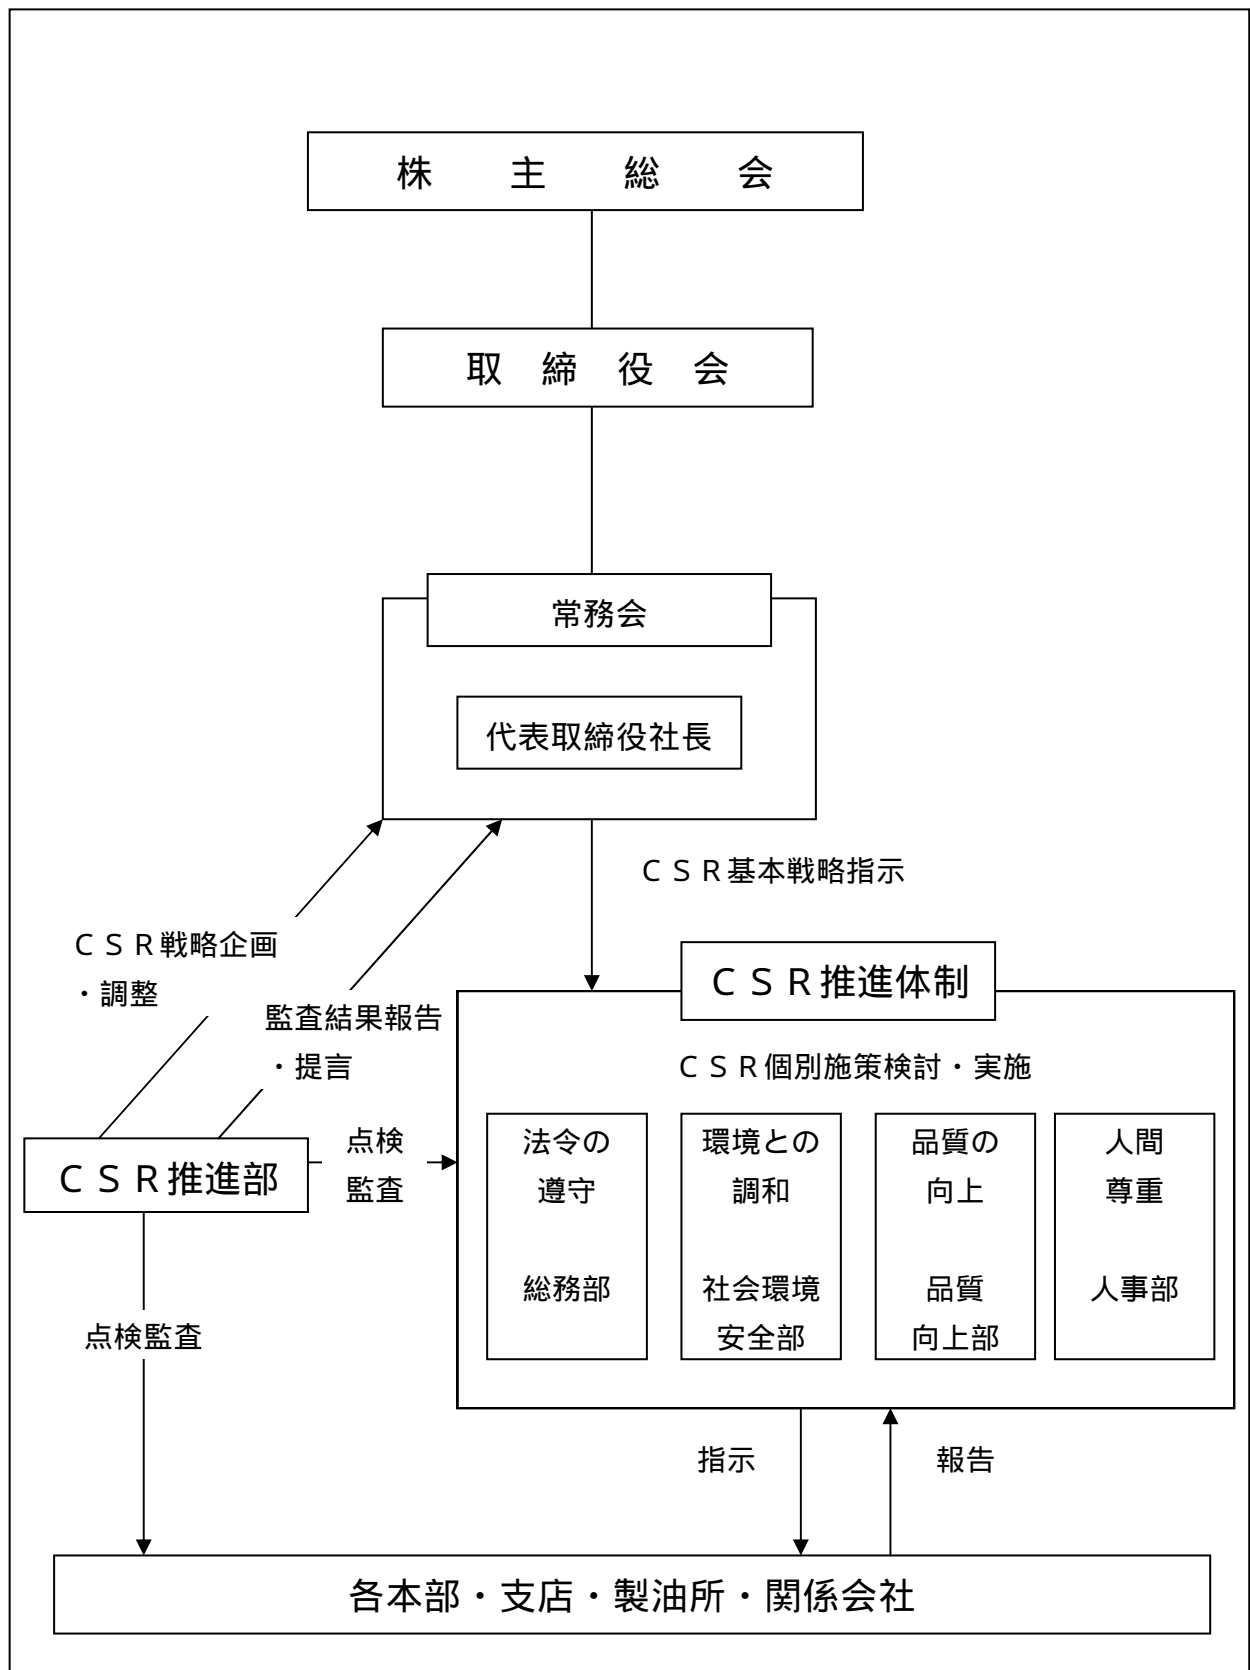 株　主　総　会
取　締　役　会
常務会
代表取締役社長
ＣＳＲ基本戦略指示
ＣＳＲ戦略企画
・調整
監査結果報告
・提言
ＣＳＲ推進体制
ＣＳＲ個別施策検討・実施
ＣＳＲ推進部
点検
監査
法令の
遵守
総務部
環境との
調和
社会環境
安全部
品質の
向上
品質
向上部
人間
尊重
人事部
点検監査
指示
報告
各本部・支店・製油所・関係会社